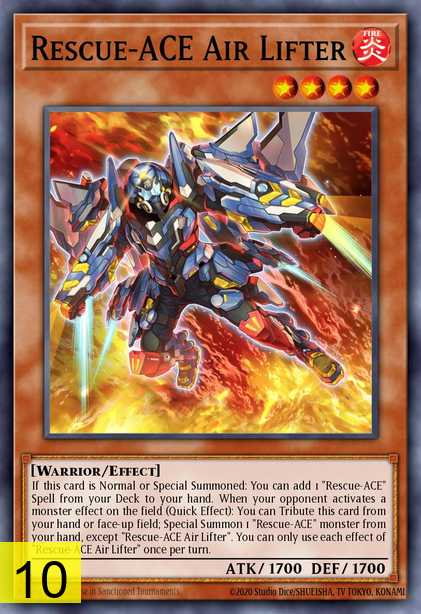 RESCUE-ACE AIR LIFTER
FIRE
炎
[WARRIOR/EFFECT]
If this card is Normal or Special Summoned: You can add 1 "Rescue-ACE"
Spell from your Deck to your hand. When your opponent activates a
monster effect on the field (Quick Effect): You can Tribute this card from
your hand or face-up field; Special Summon 1 "Rescue-ACE" monster from
your hand, except "Rescue-ACE Air Lifter". You can only use each effect of
"Rescue-ACE Air Lifter" once per turn.
ATK/ 1700 DEF/ 1700
10
se in Sanctioned Tournaments
©2020 Studio Dice/SHUEISHA, TV TOKYO, KONAMI